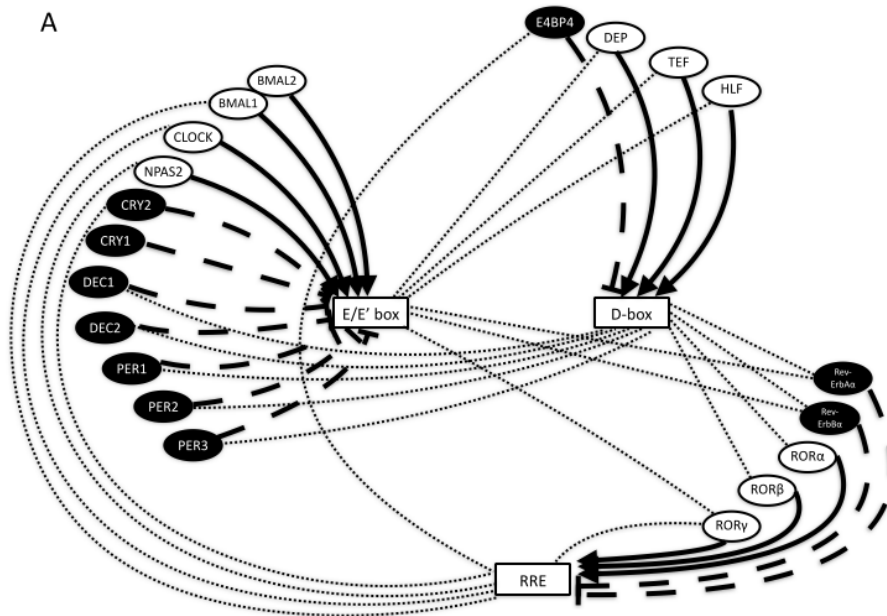 A
E4BP4
DEP
TEF
HLF
BMAL2
BMAL1
CLOCK
NPAS2
CRY2
CRY1
DEC1
DEC2
PER1
PER2
PER3
E/E’ box
D-box
Rev-
ErbAα
Rev-
ErbBα
RORα
RORβ
RORγ
RRE